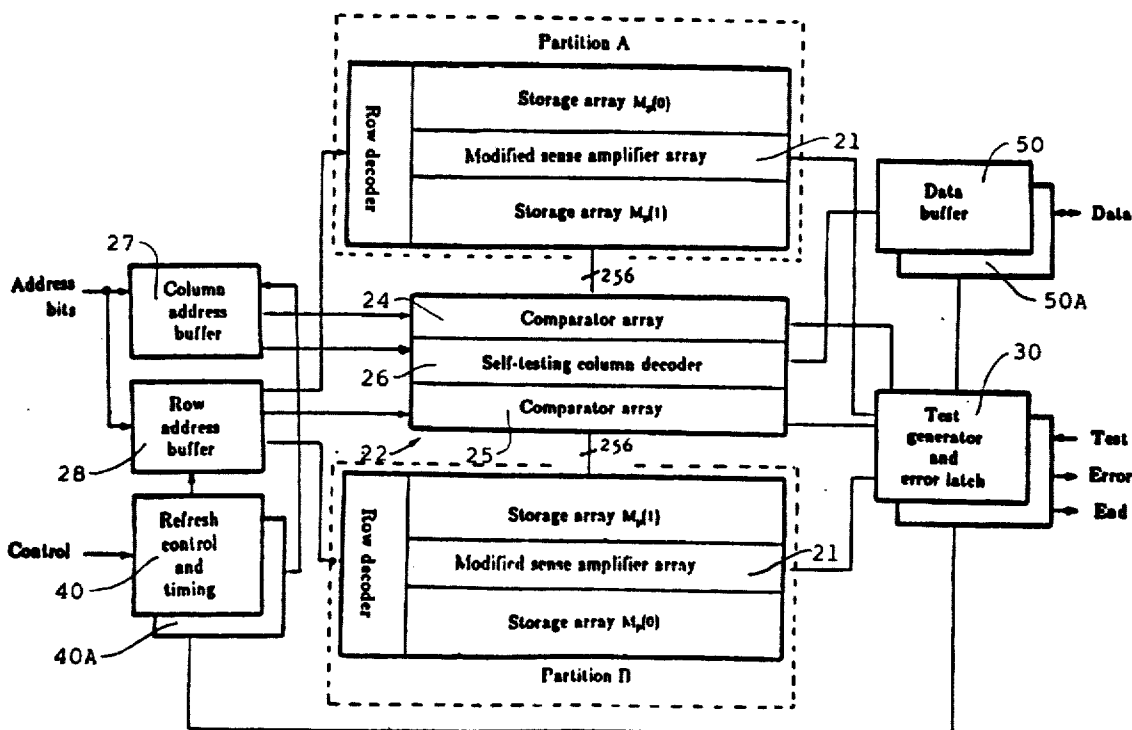 Partition A
Row decoder
Storage array Mp(0)
Modified sense amplifier array
Storage array Mp(1)
21
50
Data
buffer
Data
50A
256
27
Address
bits
Column
address
buffer
24
Comparator array
26
Self-testing column decoder
25
Comparator array
22
256
Row
address
buffer
28
30
Test
generator
and
error latch
Test
Error
End
Control
Refresh
control
and
timing
40
40A
Row decoder
Storage array Mp(1)
Modified sense amplifier array
Storage array Mp(0)
21
Partition B